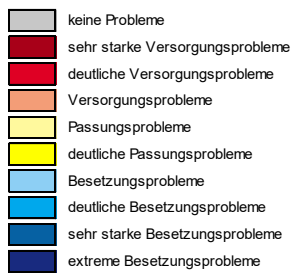 keine Probleme
sehr starke Versorgungsprobleme
deutliche Versorgungsprobleme
Versorgungsprobleme
Passungsprobleme
deutliche Passungsprobleme
Besetzungsprobleme
deutliche Besetzungsprobleme
sehr starke Besetzungsprobleme
extreme Besetzungsprobleme